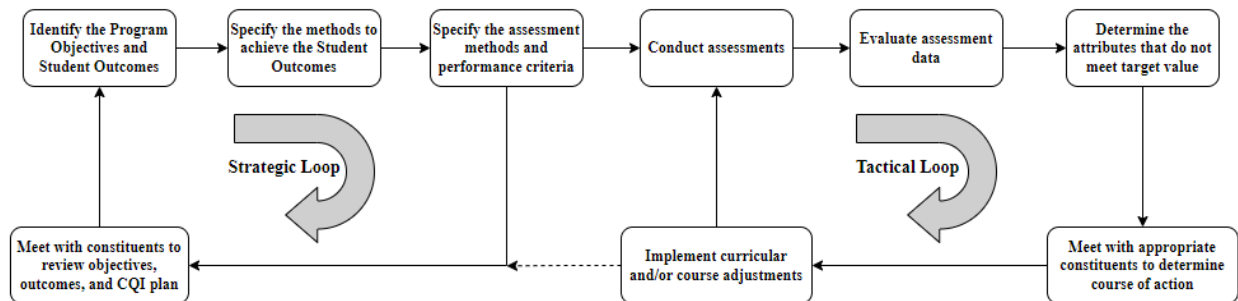 Identify the Program
Objectives and
Student Outcomes
Specify the methods to
achieve the Student
Outcomes
Specify the assessment
methods and
performance criteria
Conduct assessments
Evaluate assessment
data
Determine the
attributes that do not
meet target value
Strategic Loop
Tactical Loop
Meet with constituents to
review objectives,
outcomes, and CQI plan
Implement curricular
and/or course adjustments
Meet with appropriate
constituents to determine
course of action